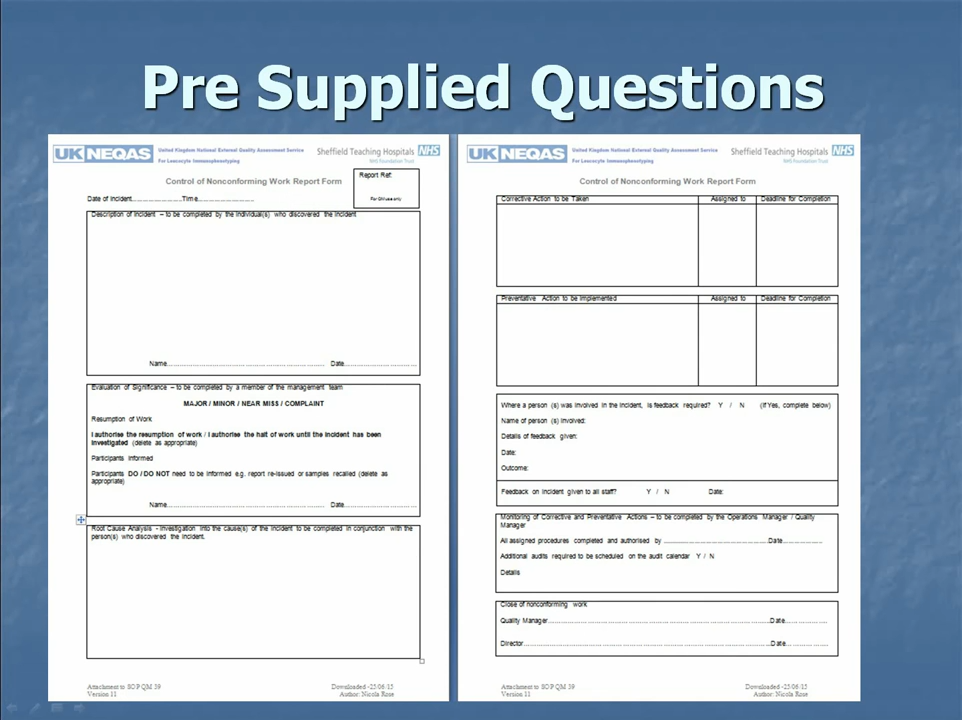 Pre Supplied Questions
UK NEQAS
United Kingdom National External Quality Assessment Service
For Leucocyte Immunophenotyping
Sheffield Teaching Hospitals NHS
NHS Foundation Trust
Control of Nonconforming Work Report Form
Report Ref:
For QM use only
Date of Incident......................Time........................
Description of Incident – to be completed by the individual(s) who discovered the incident
Name................................................................ Date..............................
Evaluation of Significance – to be completed by a member of the management team
MAJOR / MINOR / NEAR MISS / COMPLAINT
Resumption of Work
I authorise the resumption of work / I authorise the halt of work until the incident has been
investigated (delete as appropriate)
Participants Informed
Participants DO / DO NOT need to be informed e.g. report re-issued or samples recalled (delete as
appropriate)
Name................................................................ Date..............................
Root Cause Analysis - Investigation into the cause(s) of the incident to be completed in conjunction with the
person(s) who discovered the incident.
Attachment to SOP QM 39
Version 11
Downloaded -25/06/15
Author: Nicola Rose
UK NEQAS
United Kingdom National External Quality Assessment Service
For Leucocyte Immunophenotyping
Sheffield Teaching Hospitals NHS
NHS Foundation Trust
Control of Nonconforming Work Report Form
Corrective Action to be Taken Assigned to Deadline for Completion
Preventative Action to be Implemented Assigned to Deadline for Completion
Where a person (s) was involved in the incident, is feedback required? Y / N (if Yes, complete below)
Name of person (s) involved:
Details of feedback given:
Date:
Outcome:
Feedback on incident given to all staff? Y / N Date:
Monitoring of Corrective and Preventative Actions – to be completed by the Operations Manager / Quality
Manager
All assigned procedures completed and authorised by ..........................................Date.....................
Additional audits required to be scheduled on the audit calendar Y / N
Details
Close of nonconforming work
Quality Manager................................................................................Date.................
Director................................................................................Date.................
Attachment to SOP QM 39
Version 11
Downloaded -25/06/15
Author: Nicola Rose